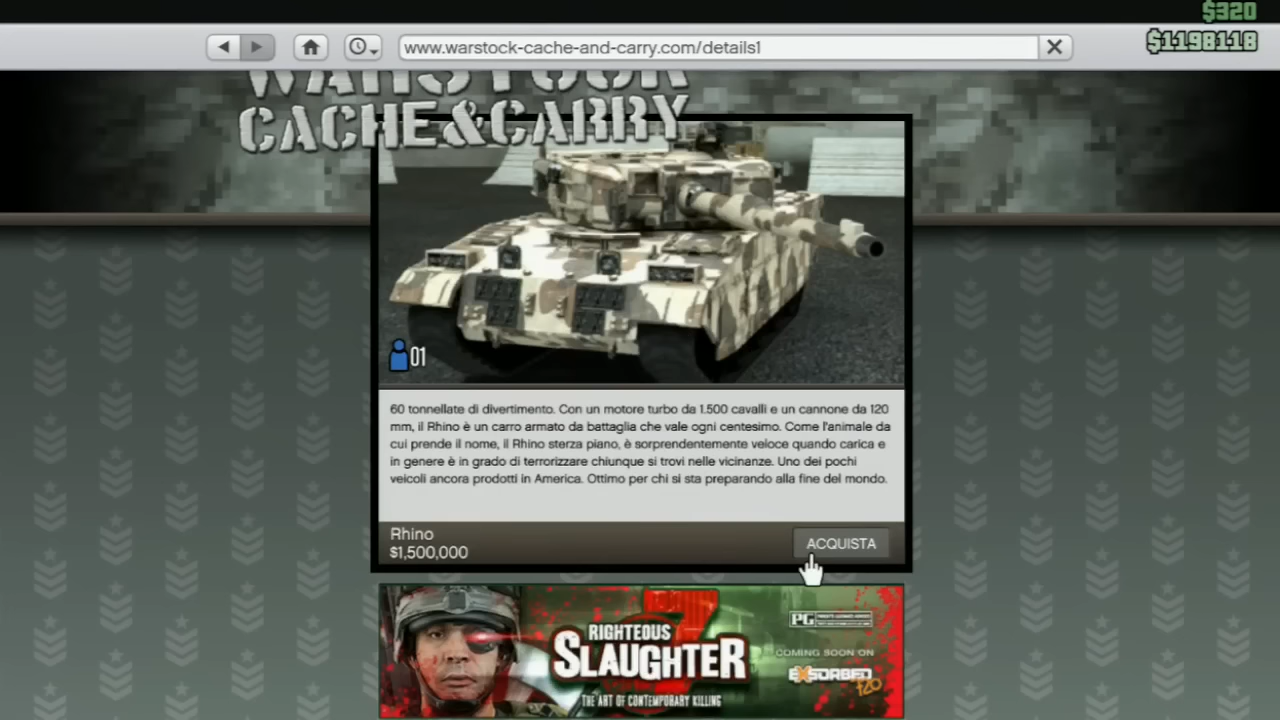 $320
www.warstock-cache-and-carry.com/details1
$1198118
WARSTOCK
CACHE&CARRY
01
60 tonnellate di divertimento. Con un motore turbo da 1.500 cavalli e un cannone da 120
mm, il Rhino è un carro armato da battaglia che vale ogni centesimo. Come l'animale da
cui prende il nome, il Rhino sterza piano, è sorprendentemente veloce quando carica e
in genere è in grado di terrorizzare chiunque si trovi nelle vicinanze. Uno dei pochi
veicoli ancora prodotti in America. Ottimo per chi si sta preparando alla fine del mondo.
Rhino
$1,500,000
ACQUISTA
7
RIGHTEOUS
SLAUGHTER
THE ART OF CONTEMPORARY KILLING
PG
COMING SOON ON
EXSORBED
720